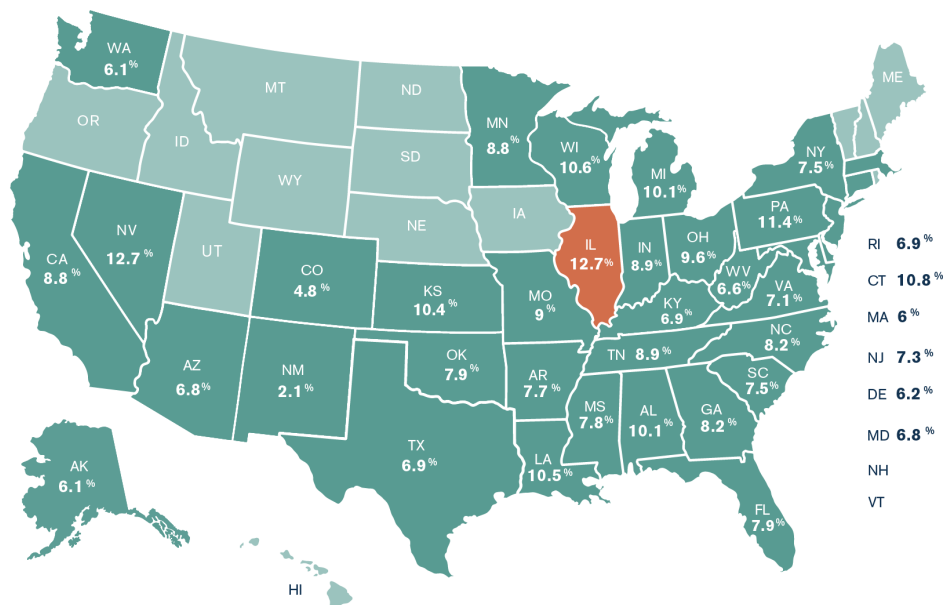 WA
6.1%
OR
ID
MT
ND
SD
WY
NE
UT
NV
12.7%
CA
8.8%
CO
4.8%
KS
10.4%
AZ
6.8%
NM
2.1%
OK
7.9%
TX
6.9%
MN
8.8%
IA
WI
10.6%
IL
12.7%
MO
9%
AR
7.7%
LA
10.5%
MI
10.1%
IN
8.9%
OH
9.6%
KY
6.9%
TN 8.9%
MS
7.8%
AL
10.1%
GA
8.2%
FL
7.9%
SC
7.5%
NC
8.2%
VA
7.1%
WV
6.6%
PA
11.4%
NY
7.5%
ME
RI 6.9%
CT 10.8%
MA 6%
NJ 7.3%
DE 6.2%
MD 6.8%
NH
VT
AK
6.1%
HI